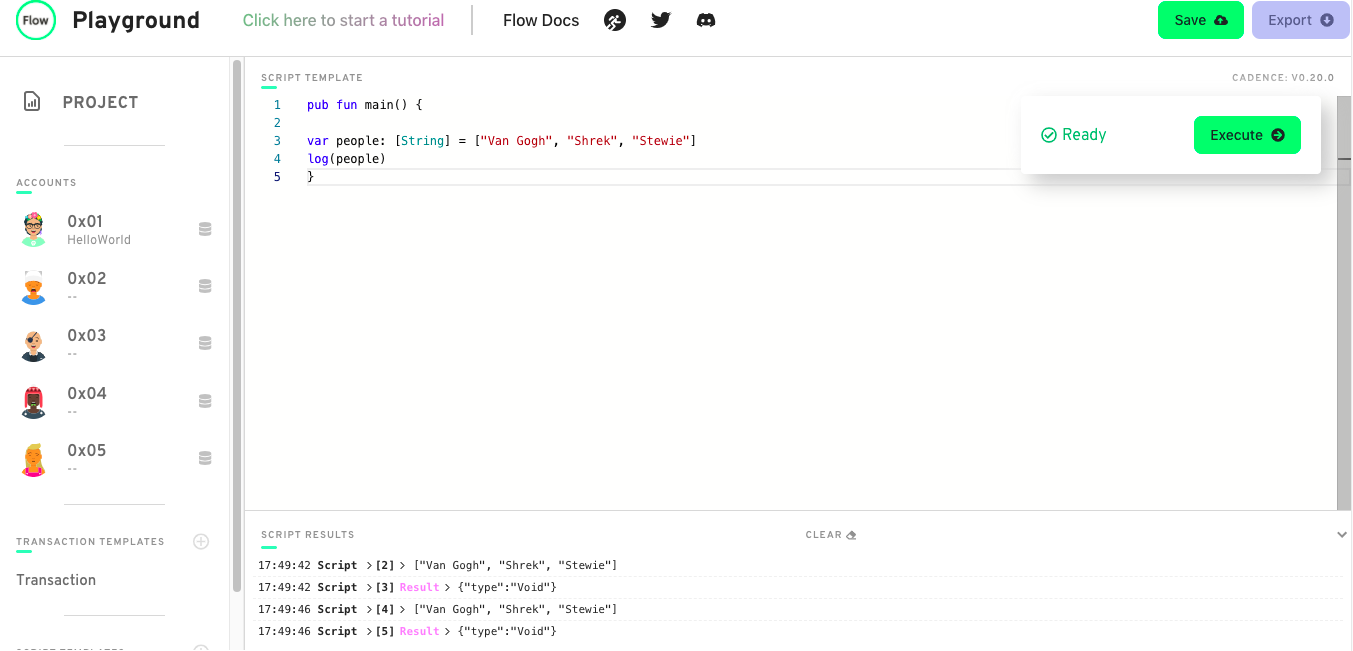 Flow Playground Click here to start a tutorial Flow Docs Save Export
SCRIPT TEMPLATE CADENCE: V0.20.0
PROJECT
1 pub fun main() {
2
3 var people: [String] = ["Van Gogh", "Shrek", "Stewie"]
4 log(people)
5 }
Ready Execute
ACCOUNTS
0x01
HelloWorld
0x02
--
0x03
--
0x04
--
0x05
--
TRANSACTION TEMPLATES
Transaction
SCRIPT TEMPLATES
SCRIPT RESULTS CLEAR
17:49:42 Script >[2] > ["Van Gogh", "Shrek", "Stewie"]
17:49:42 Script >[3] Result > {"type":"Void"}
17:49:46 Script >[4] > ["Van Gogh", "Shrek", "Stewie"]
17:49:46 Script >[5] Result > {"type":"Void"}